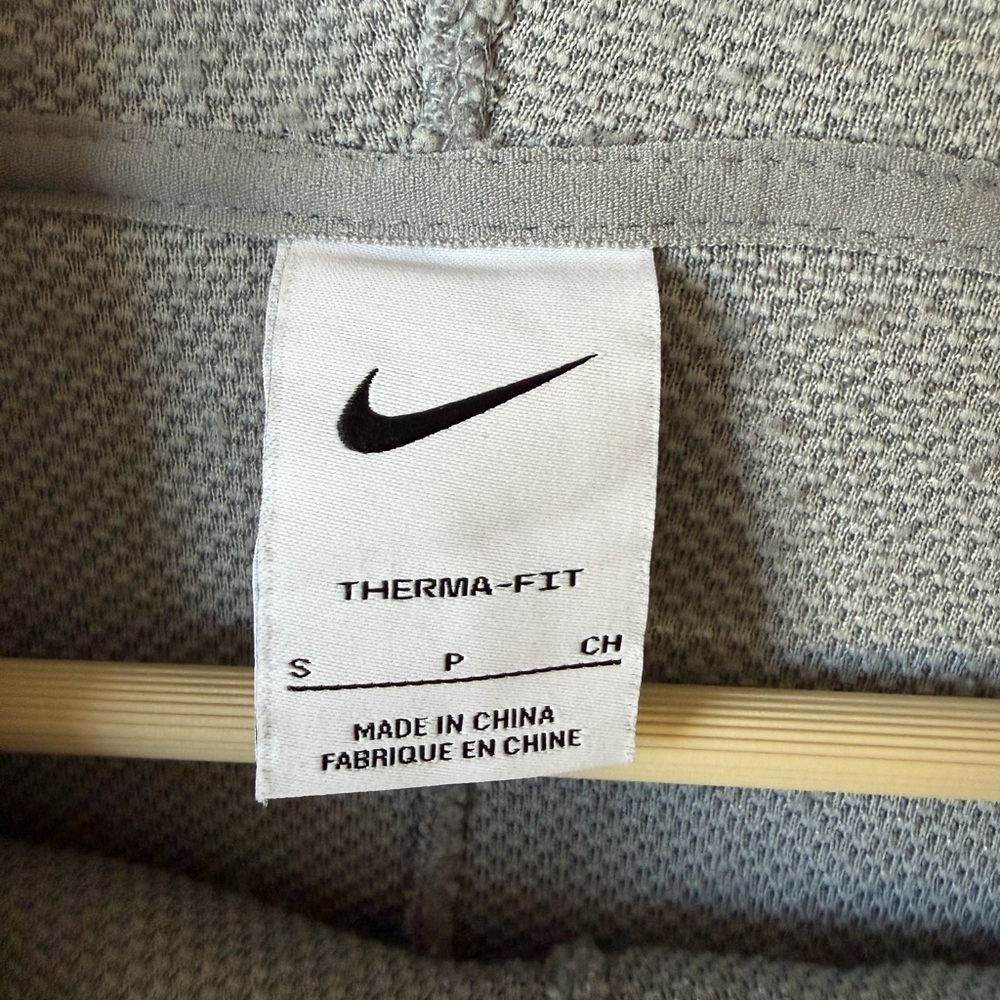 THERMA-FIT
S P CH
MADE IN CHINA
FABRIQUE EN CHINE